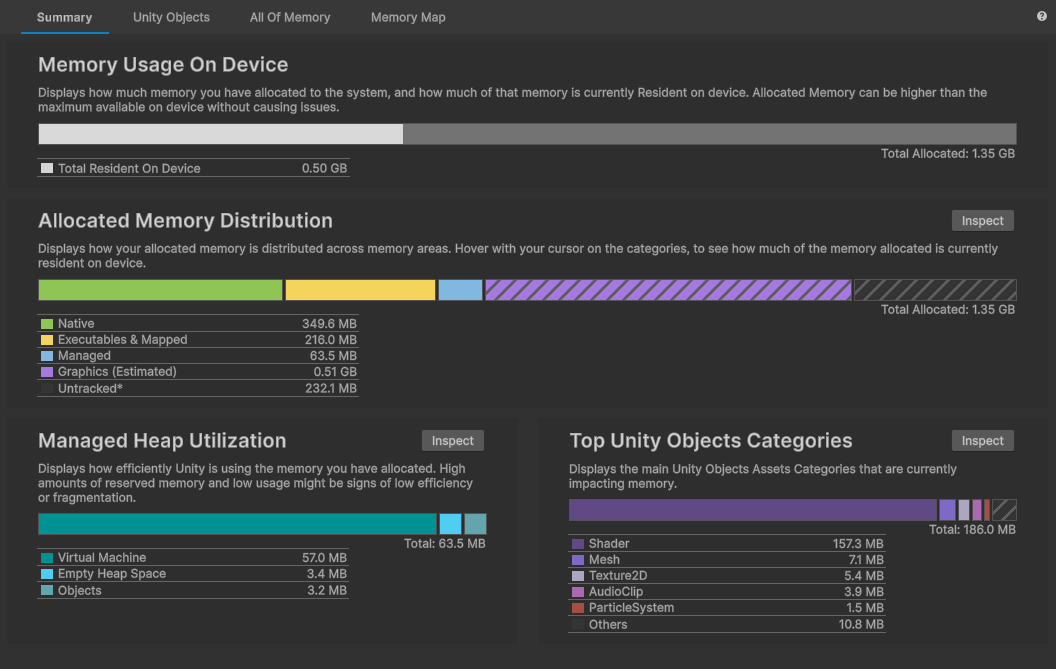 Summary
Unity Objects
All Of Memory
Memory Map
?
Memory Usage On Device
Displays how much memory you have allocated to the system, and how much of that memory is currently Resident on device. Allocated Memory can be higher than the
maximum available on device without causing issues.
Total Allocated: 1.35 GB
Total Resident On Device 0.50 GB
Allocated Memory Distribution
Inspect
Displays how your allocated memory is distributed across memory areas. Hover with your cursor on the categories, to see how much of the memory allocated is currently
resident on device.
Total Allocated: 1.35 GB
Native 349.6 MB
Executables & Mapped 216.0 MB
Managed 63.5 MB
Graphics (Estimated) 0.51 GB
Untracked* 232.1 MB
Managed Heap Utilization
Inspect
Displays how efficiently Unity is using the memory you have allocated. High
amounts of reserved memory and low usage might be signs of low efficiency
or fragmentation.
Total: 63.5 MB
Virtual Machine 57.0 MB
Empty Heap Space 3.4 MB
Objects 3.2 MB
Top Unity Objects Categories
Inspect
Displays the main Unity Objects Assets Categories that are currently
impacting memory.
Total: 186.0 MB
Shader 157.3 MB
Mesh 7.1 MB
Texture2D 5.4 MB
AudioClip 3.9 MB
ParticleSystem 1.5 MB
Others 10.8 MB